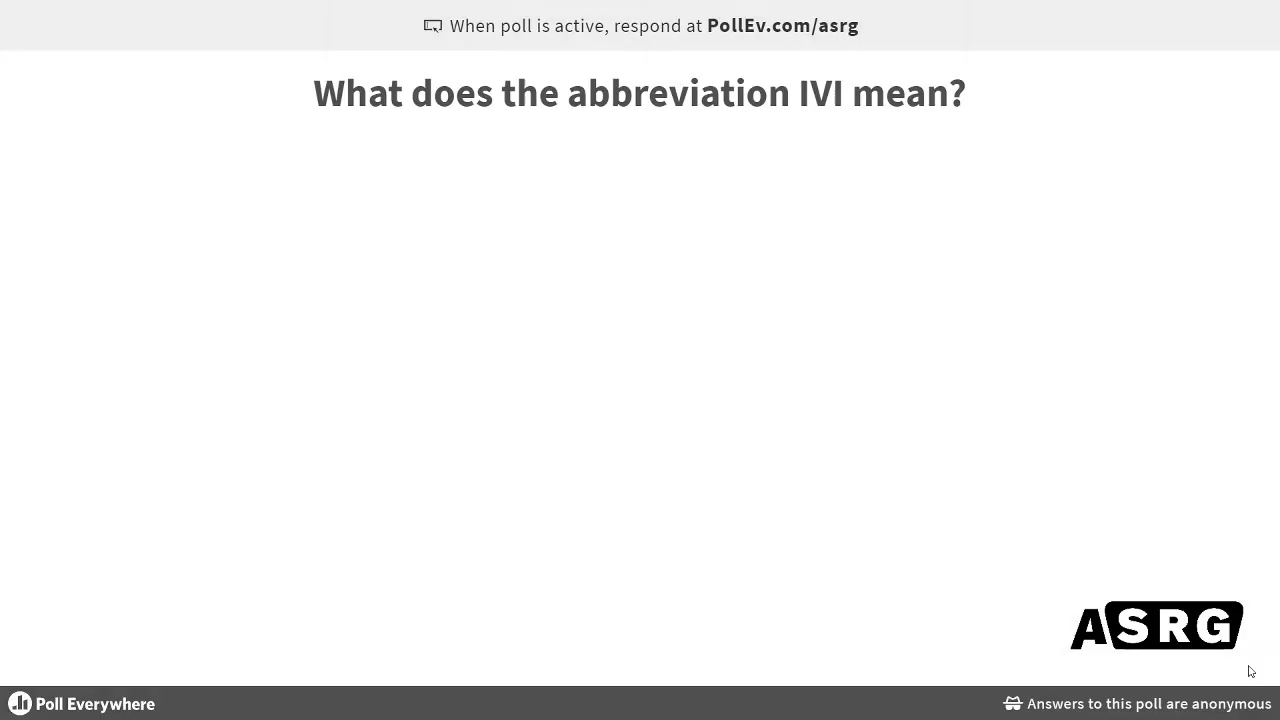 When poll is active, respond at PollEv.com/asrg
What does the abbreviation IVI mean?
ASRG
Poll Everywhere
Answers to this poll are anonymous